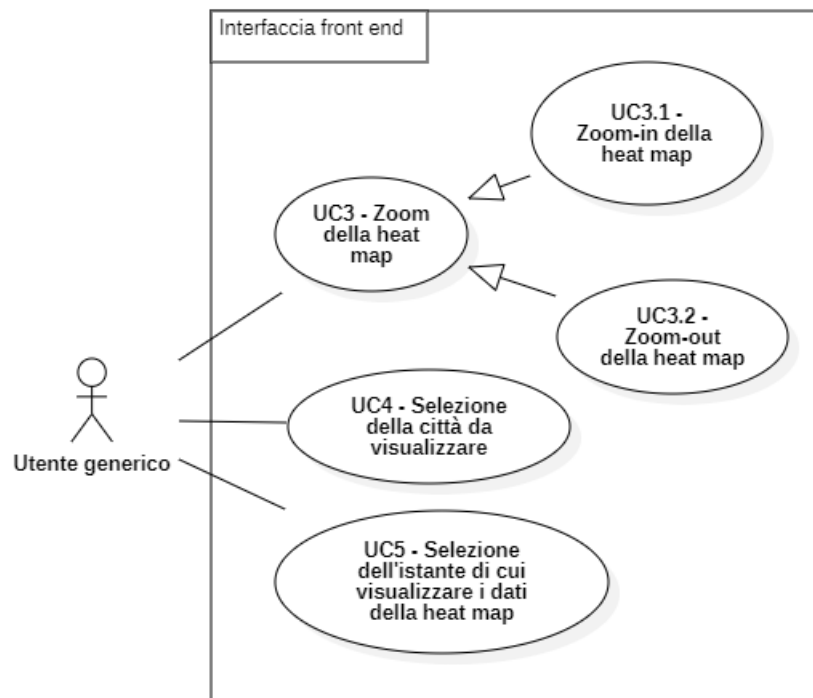 Interfaccia front end
UC3.1 -
Zoom-in della
heat map
UC3 - Zoom
della heat
map
UC3.2 -
Zoom-out
della heat map
UC4 - Selezione
della città da
visualizzare
Utente generico
UC5 - Selezione
dell'istante di cui
visualizzare i dati
della heat map